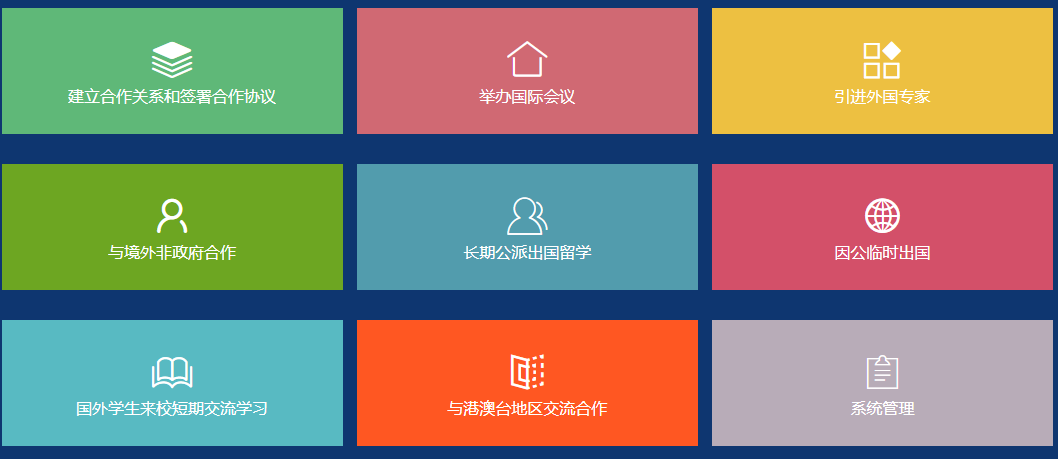 建立合作关系和签署合作协议
举办国际会议
引进外国专家
与境外非政府合作
长期公派出国留学
因公临时出国
国外学生来校短期交流学习
与港澳台地区交流合作
系统管理